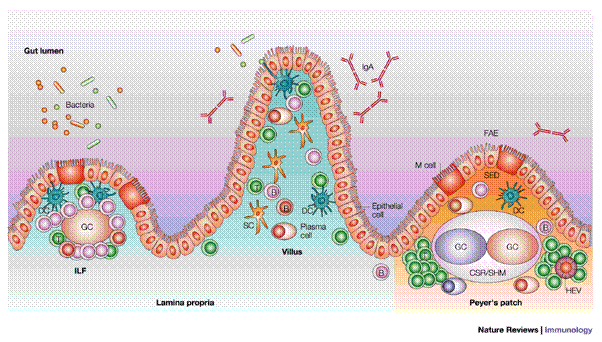 Gut lumen
Bacteria
IgA
FAE
M cell
SED
DC
DC
T
B
B
SC
DC
Plasma
cell
Epithelial
cell
GC
T
ILF
Villus
B
GC
GC
CSR/SHM
B
HEV
Lamina propria
Peyer's patch
Nature Reviews | Immunology